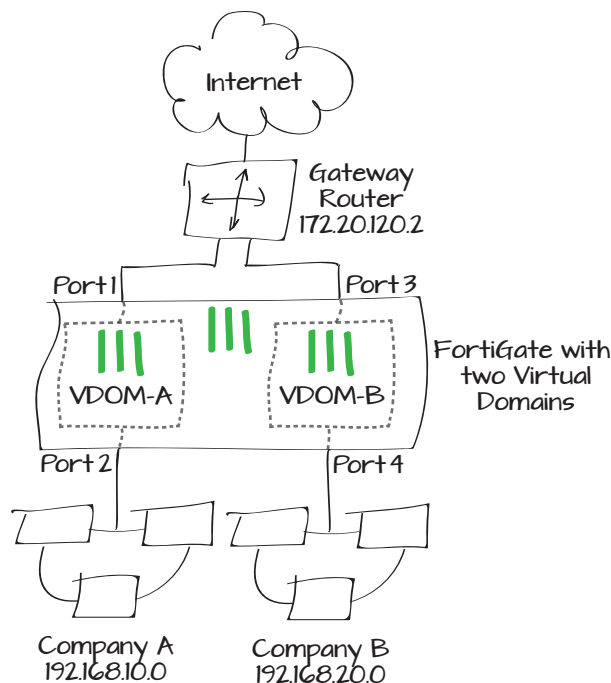 Internet
Gateway
Router
172.20.120.2
Port 1
Port 3
VDOM-A
VDOM-B
FortiGate with
two Virtual
Domains
Port 2
Port 4
Company A
192.168.10.0
Company B
192.168.20.0